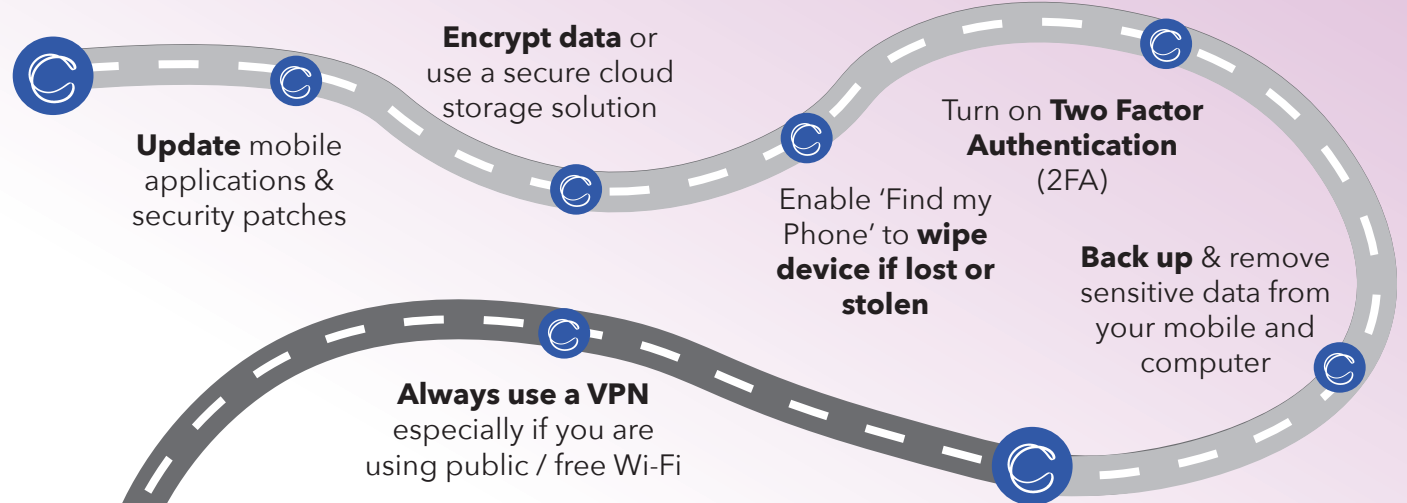 Update mobile
applications &
security patches
Encrypt data or
use a secure cloud
storage solution
Enable ‘Find my
Phone’ to wipe
device if lost or
stolen
Turn on Two Factor
Authentication
(2FA)
Back up & remove
sensitive data from
your mobile and
computer
Always use a VPN
especially if you are
using public / free Wi-Fi